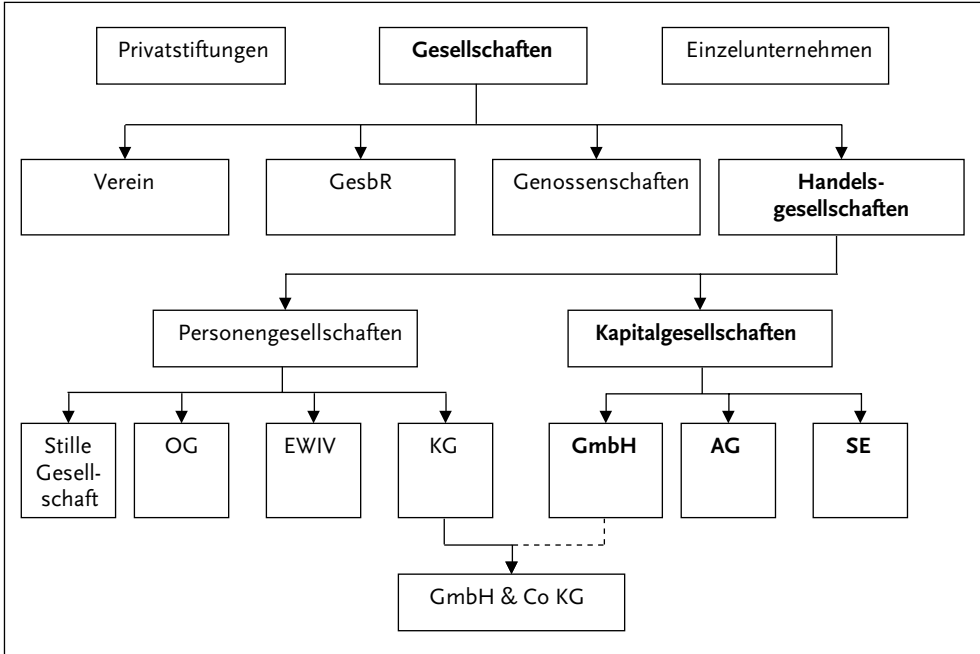 Privatstiftungen
Gesellschaften
Einzelunternehmen
Verein
GesbR
Genossenschaften
Handels-
gesellschaften
Personengesellschaften
Kapitalgesellschaften
Stille
Gesell-
schaft
OG
EWIV
KG
GmbH
AG
SE
GmbH & Co KG